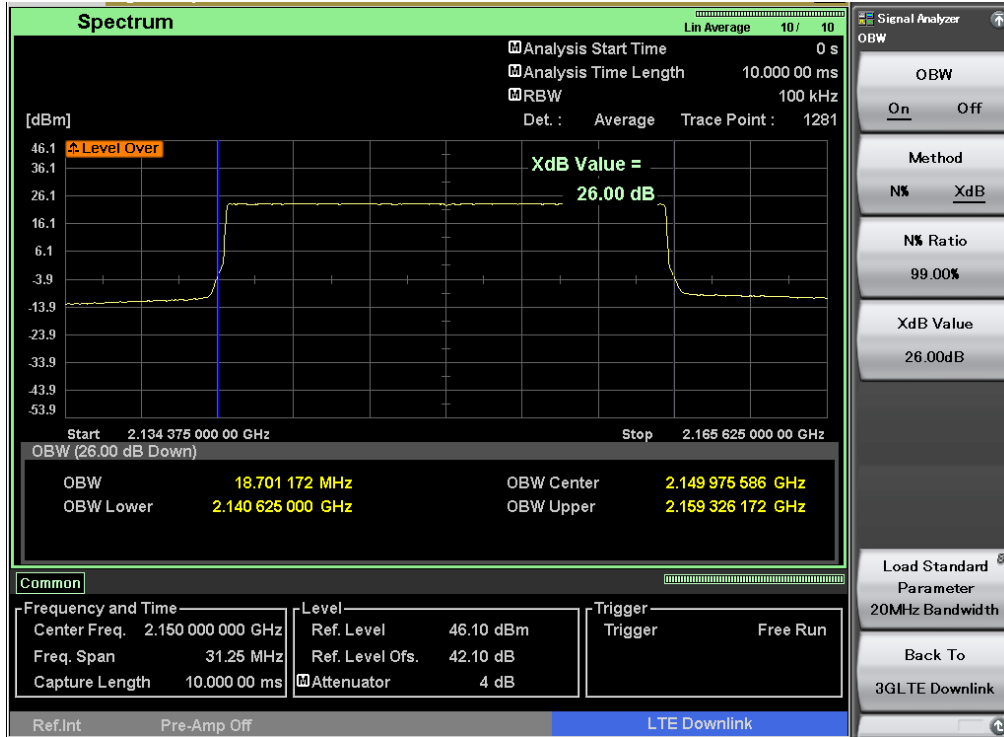 Spectrum
Lin Average 10 / 10
M Analysis Start Time 0 s
M Analysis Time Length 10.000 00 ms
M RBW 100 kHz
[dBm] Det. : Average Trace Point : 1281
46.1
Level Over
36.1
XdB Value =
26.00 dB
26.1
16.1
6.1
-3.9
-13.9
-23.9
-33.9
-43.9
-53.9
Start 2.134 375 000 00 GHz Stop 2.165 625 000 00 GHz
OBW (26.00 dB Down)
OBW 18.701 172 MHz OBW Center 2.149 975 586 GHz
OBW Lower 2.140 625 000 GHz OBW Upper 2.159 326 172 GHz
Common
Frequency and Time
Center Freq. 2.150 000 000 GHz
Freq. Span 31.25 MHz
Capture Length 10.000 00 ms
Level
Ref. Level 46.10 dBm
Ref. Level Ofs. 42.10 dB
M Attenuator 4 dB
Trigger
Trigger Free Run
Ref.Int Pre-Amp Off LTE Downlink
Signal Analyzer
OBW
OBW
On Off
Method
N% XdB
N% Ratio
99.00%
XdB Value
26.00dB
Load Standard
Parameter
20MHz Bandwidth
Back To
3GLTE Downlink